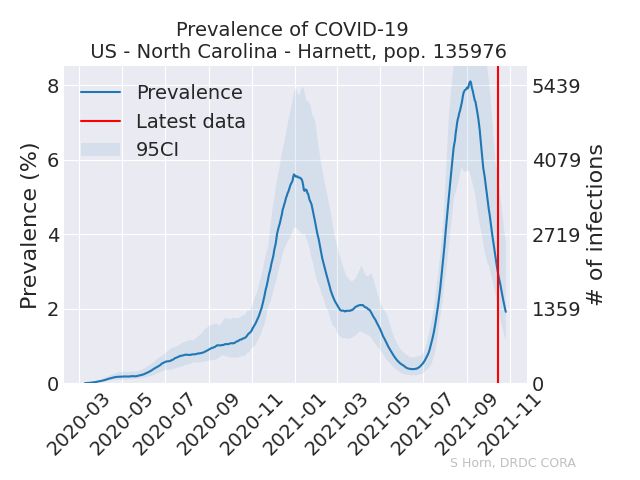 Prevalence of COVID-19
US - North Carolina - Harnett, pop. 135976
Prevalence
Latest data
95CI
Prevalence (%)
8
6
4
2
0
5439
4079
2719
1359
0
# of infections
2020-03
2020-05
2020-07
2020-09
2020-11
2021-01
2021-03
2021-05
2021-07
2021-09
2021-11
S Horn, DRDC CORA